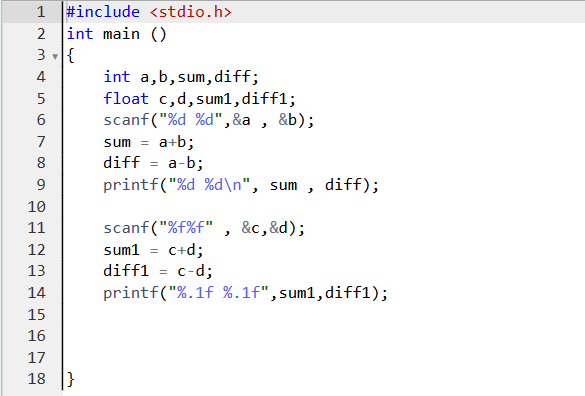 1 #include <stdio.h>
2 int main ()
3 {
4     int a,b,sum,diff;
5     float c,d,sum1,diff1;
6     scanf("%d %d",&a , &b);
7     sum = a+b;
8     diff = a-b;
9     printf("%d %d\n", sum , diff);
10
11     scanf("%f%f" , &c,&d);
12     sum1 = c+d;
13     diff1 = c-d;
14     printf("%.1f %.1f",sum1,diff1);
15
16
17
18 }